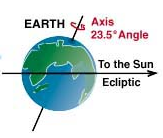 EARTH
Axis
23.5° Angle
To the Sun
Ecliptic